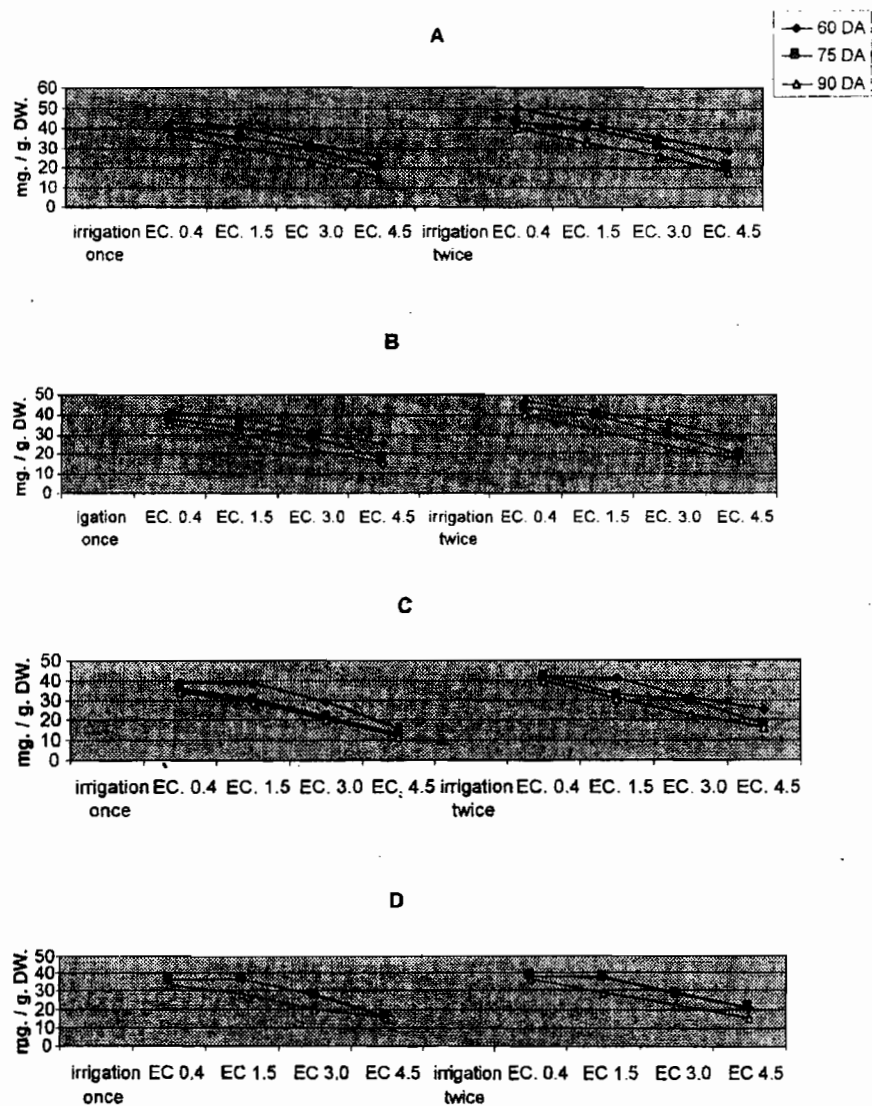 A
60 DA
75 DA
90 DA
mg. / g. DW.
60
50
40
30
20
10
0
irrigation once EC. 0.4 EC. 1.5 EC 3.0 EC. 4.5 irrigation twice EC. 0.4 EC. 1.5 EC. 3.0 EC. 4.5
B
mg. / g. DW.
50
40
30
20
10
0
igation once EC. 0.4 EC. 1.5 EC. 3.0 EC. 4.5 irrigation twice EC. 0.4 EC. 1.5 EC. 3.0 EC. 4.5
C
mg. / g. DW.
50
40
30
20
10
0
irrigation once EC. 0.4 EC. 1.5 EC. 3.0 EC. 4.5 irrigation twice EC. 0.4 EC. 1.5 EC. 3.0 EC. 4.5
D
mg. / g. DW.
50
40
30
20
10
0
irrigation once EC 0.4 EC 1.5 EC 3.0 EC 4.5 irrigation twice EC. 0.4 EC 1.5 EC 3.0 EC 4.5